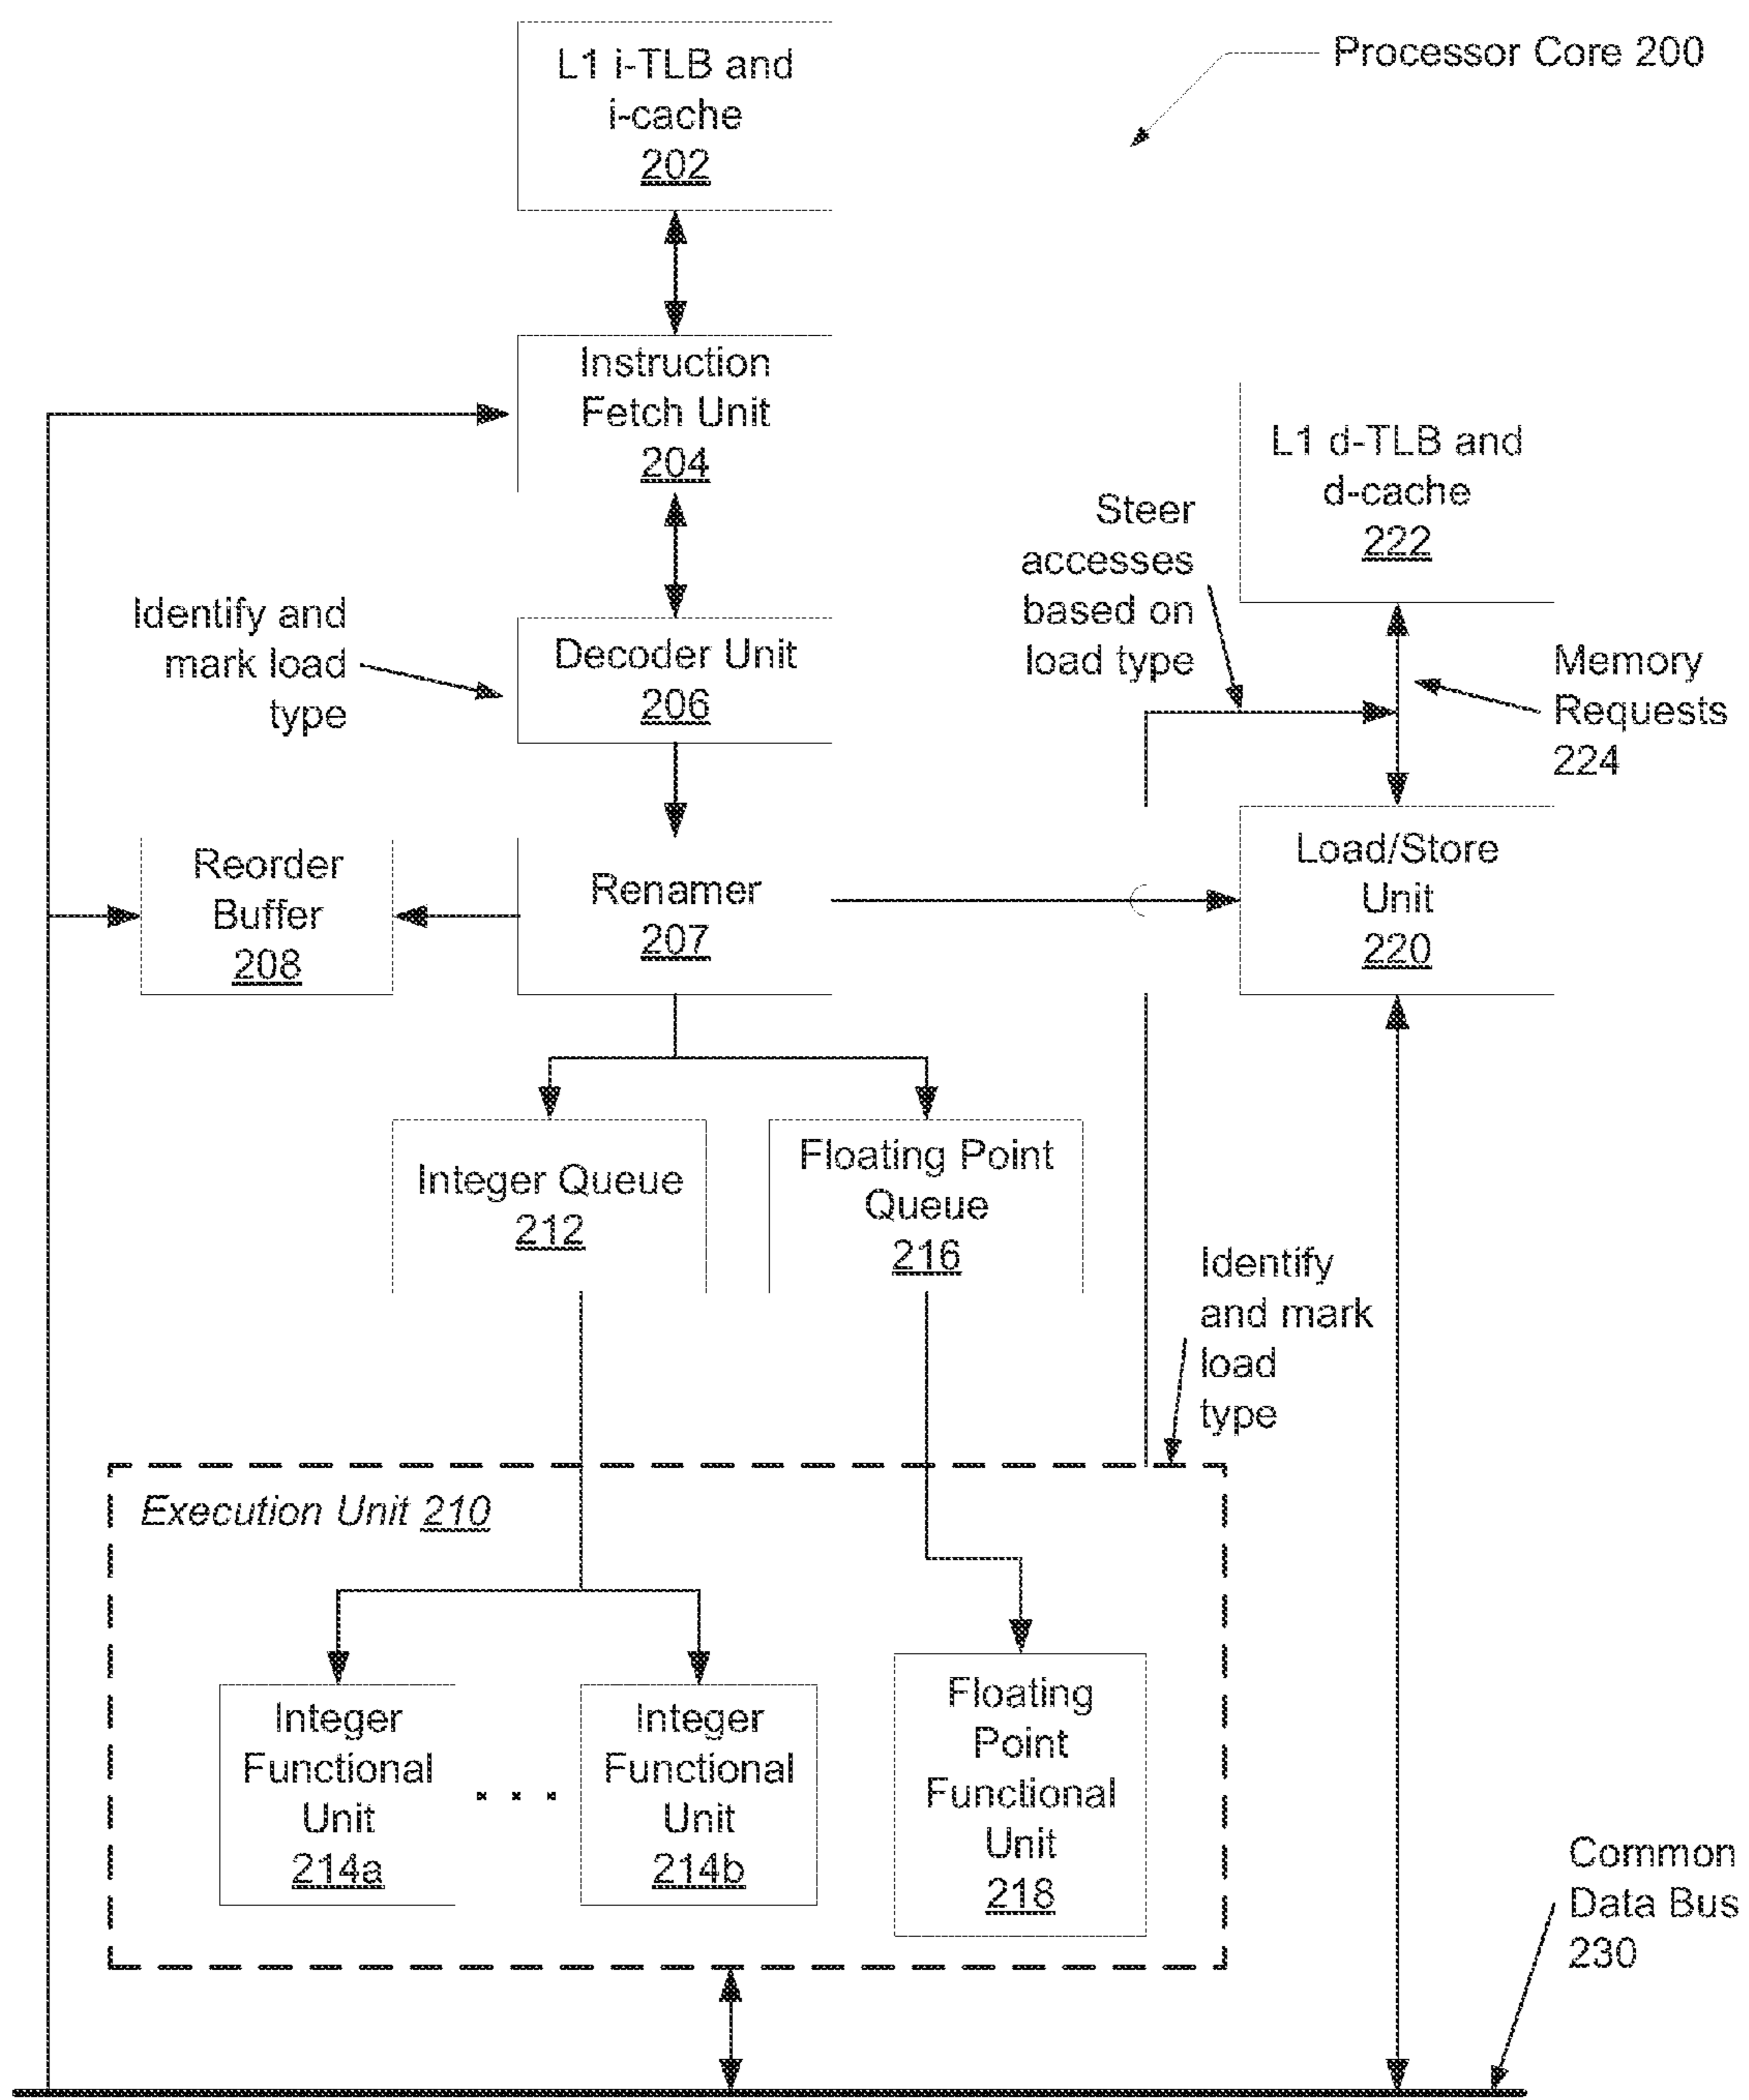 L1 i-TLB and
i-cache
202
Processor Core 200
Instruction
Fetch Unit
204
L1 d-TLB and
d-cache
222
Steer
accesses
based on
load type
Identify and
mark load
type
Decoder Unit
206
Memory
Requests
224
Reorder
Buffer
208
Renamer
207
Load/Store
Unit
220
Integer Queue
212
Floating Point
Queue
216
Identify
and mark
load
type
Execution Unit 210
Integer
Functional
Unit
214a
. . .
Integer
Functional
Unit
214b
Floating
Point
Functional
Unit
218
Common
Data Bus
230